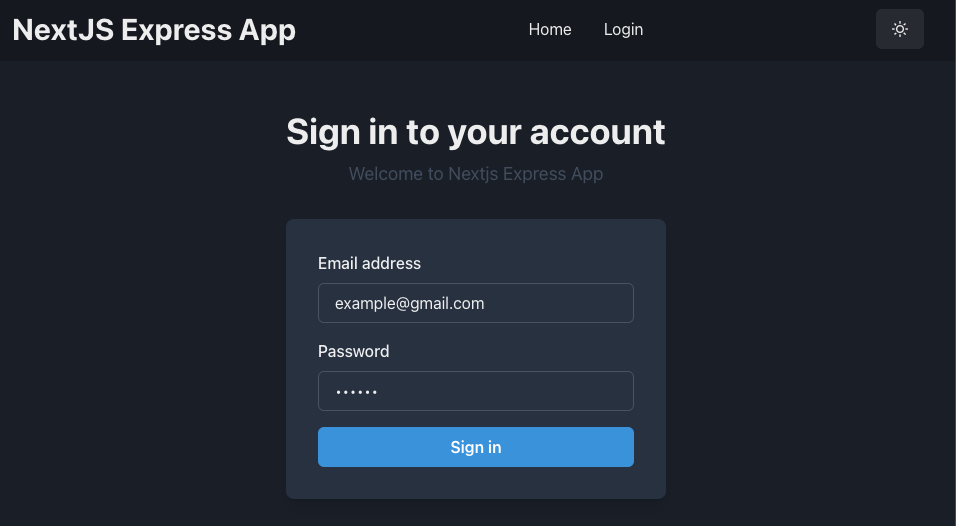 NextJS Express App
Home
Login
Sign in to your account
Welcome to Nextjs Express App
Email address
example@gmail.com
Password
••••••
Sign in